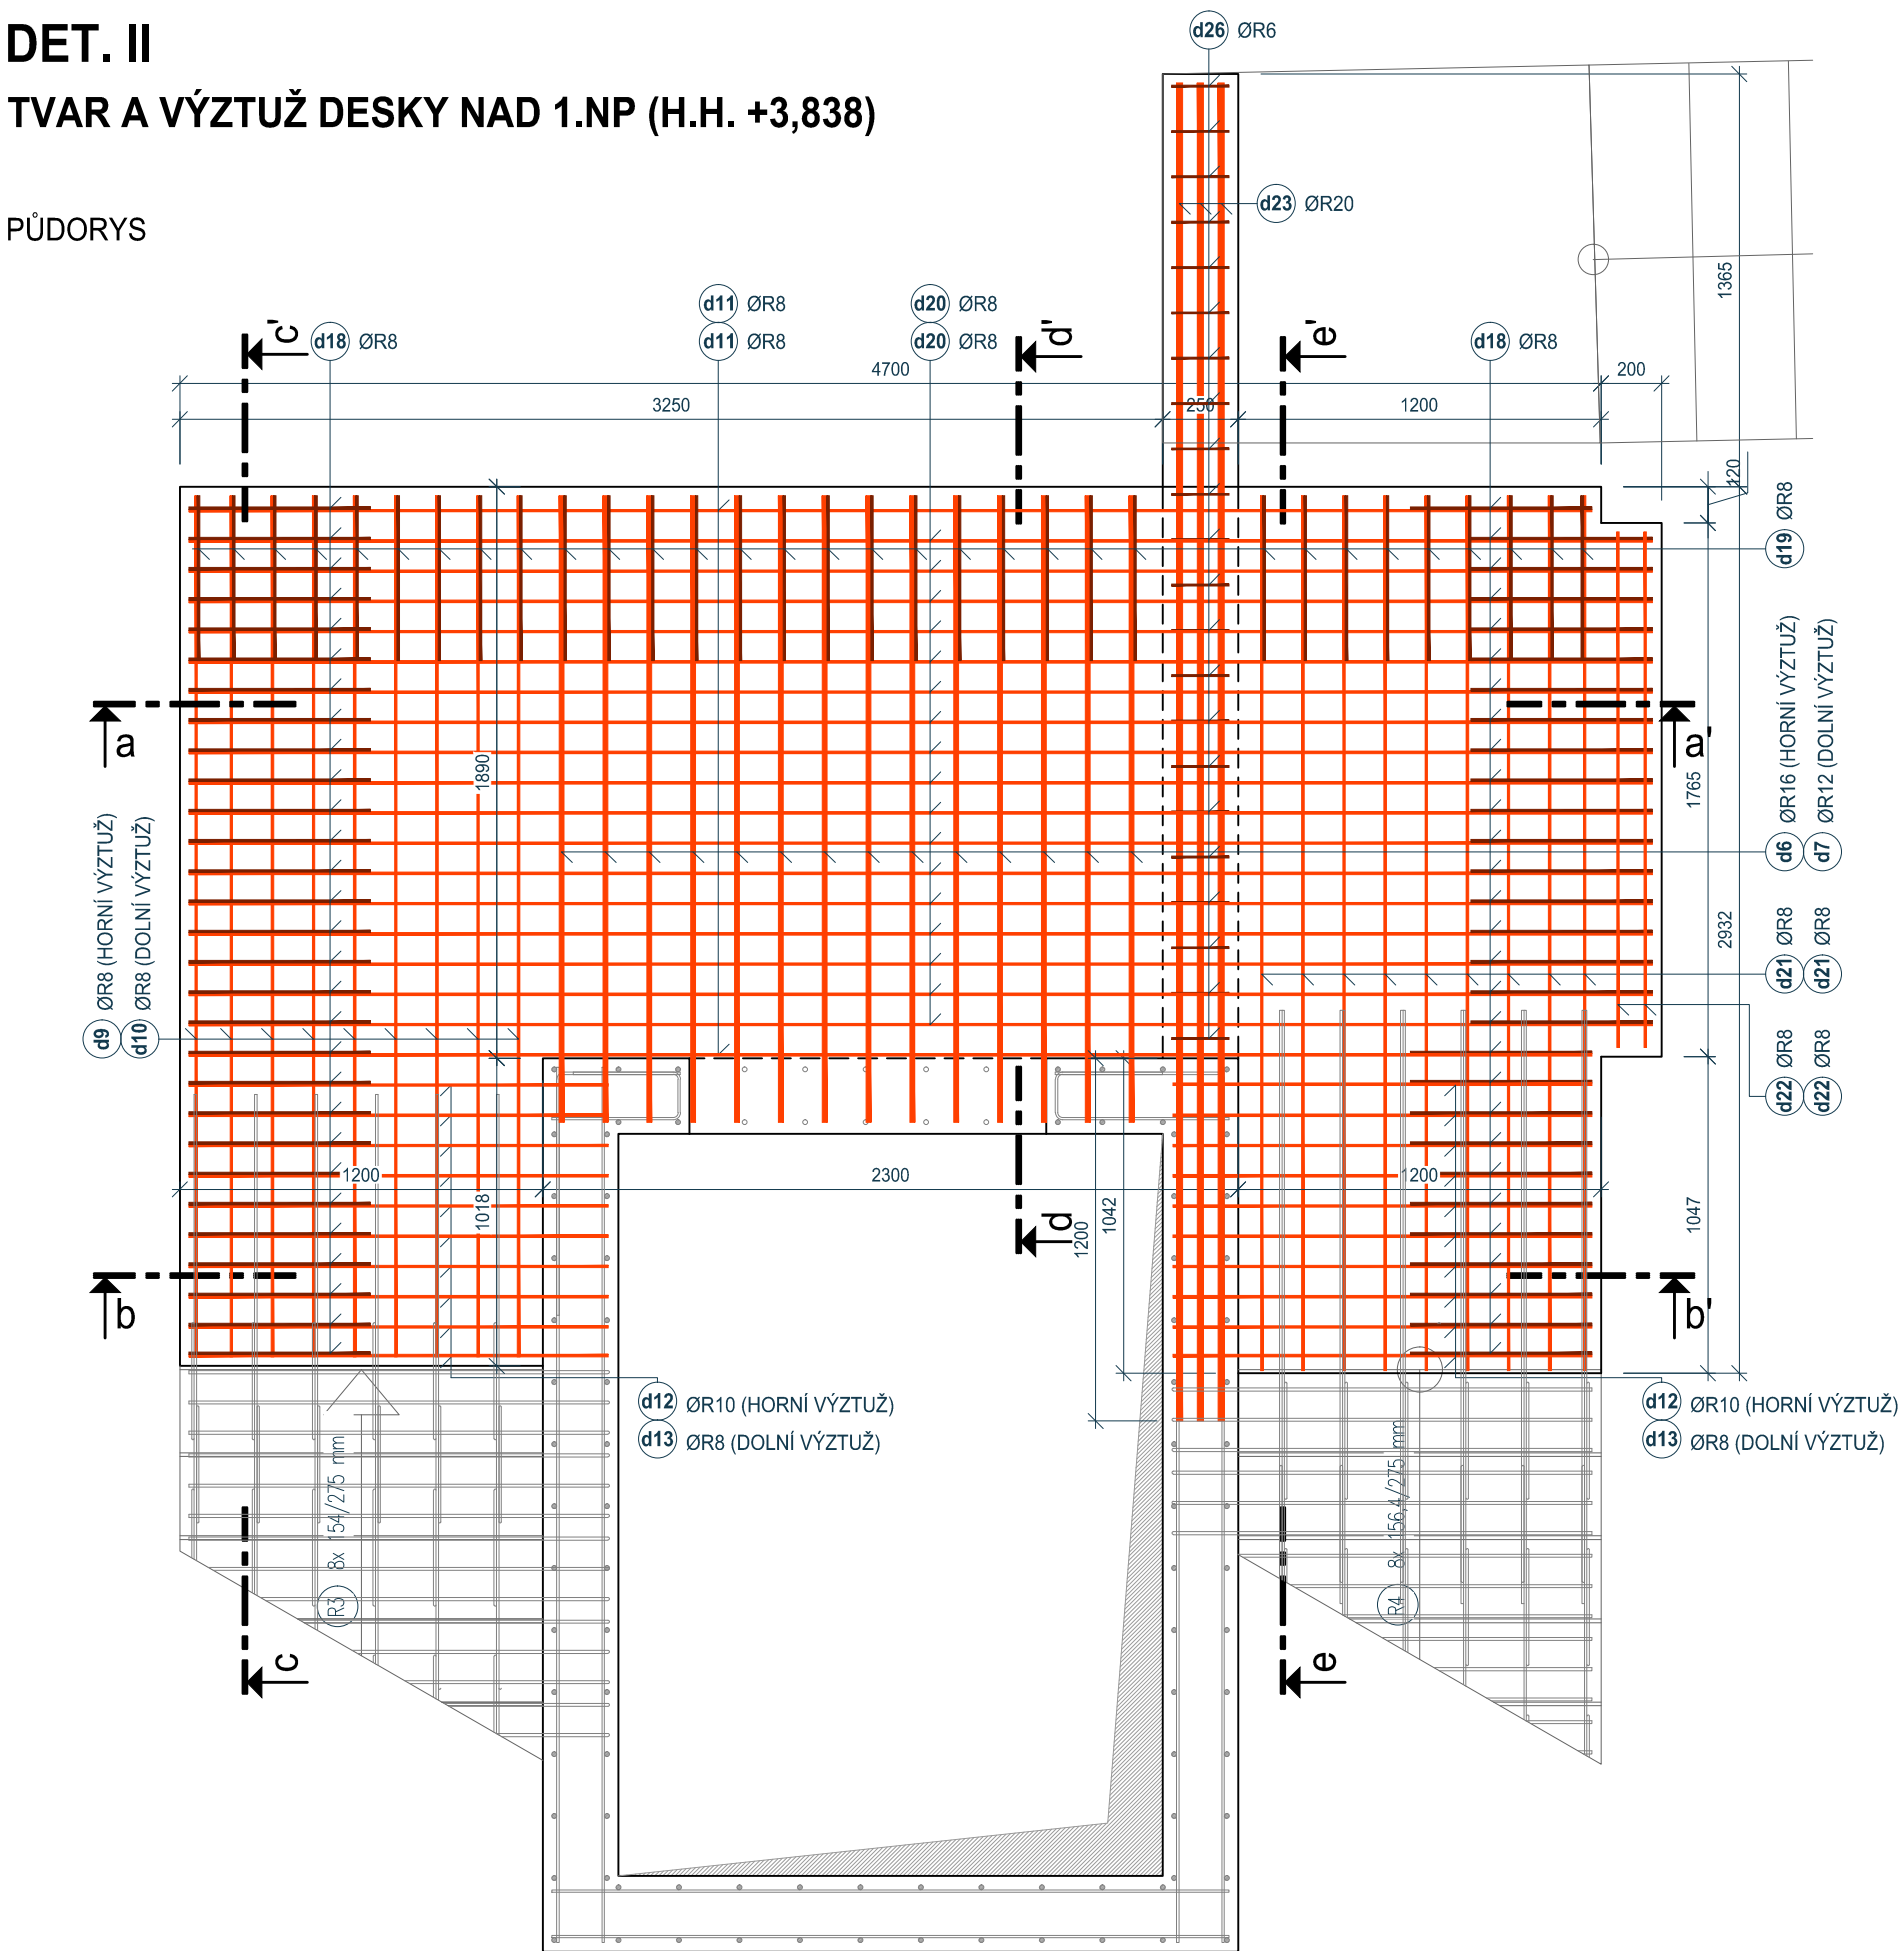 DET. II
TVAR A VÝZTUŽ DESKY NAD 1.NP (H.H. +3,838)
PŮDORYS
d26 ØR6
d23 ØR20
1365
d11 ØR8
d11 ØR8
d20 ØR8
d20 ØR8
d18 ØR8
d18 ØR8
c'
d'
e'
4700
200
3250
250
1200
120
d19 ØR8
a
a'
1890
1765
d6 ØR16 (HORNÍ VÝZTUŽ)
d7 ØR12 (DOLNÍ VÝZTUŽ)
d9 ØR8 (HORNÍ VÝZTUŽ)
d10 ØR8 (DOLNÍ VÝZTUŽ)
2932
d21 ØR8
d21 ØR8
d22 ØR8
d22 ØR8
1200
2300
1200
1018
1042
1200
1047
d
b
b'
d12 ØR10 (HORNÍ VÝZTUŽ)
d13 ØR8 (DOLNÍ VÝZTUŽ)
d12 ØR10 (HORNÍ VÝZTUŽ)
d13 ØR8 (DOLNÍ VÝZTUŽ)
R3 8x 154/275 mm
R4 8x 156,4/275 mm
c
e